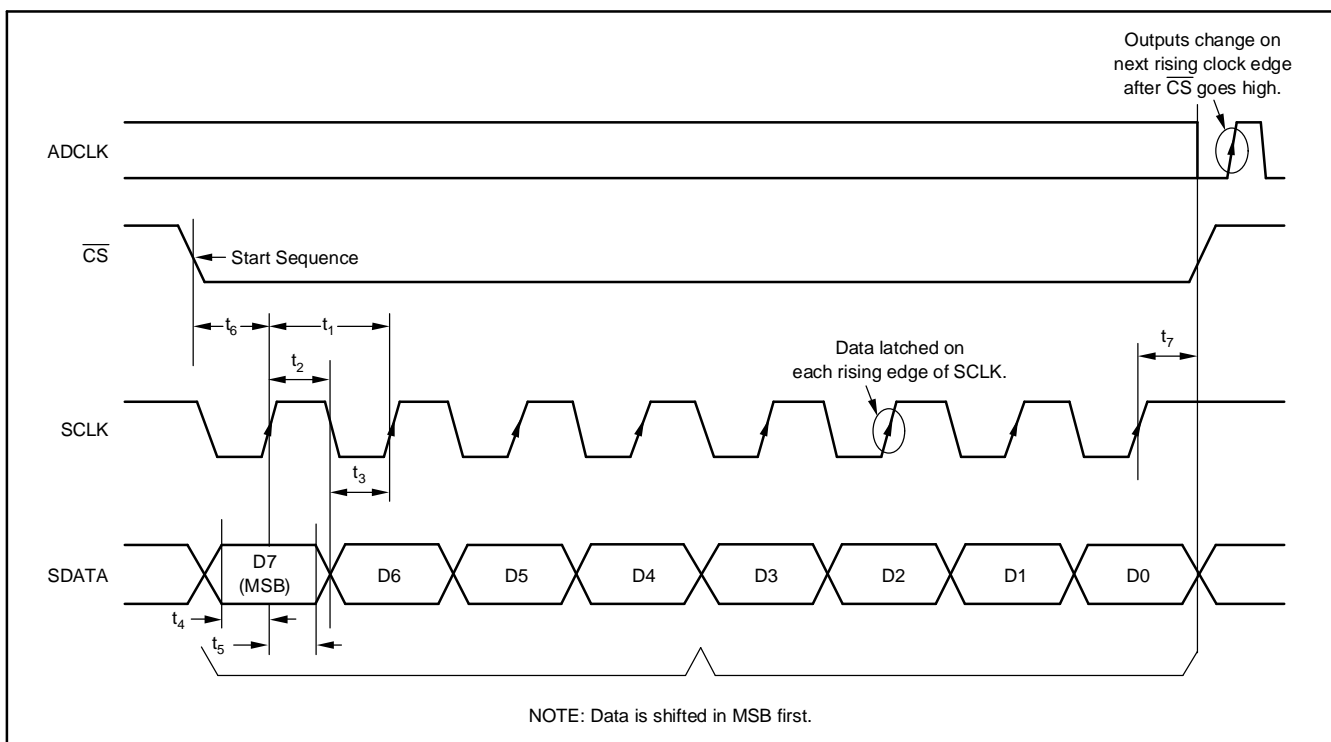 Outputs change on
next rising clock edge
after C̅S̅ goes high.
ADCLK
C̅S̅
Start Sequence
t6
t1
t2
Data latched on
each rising edge of SCLK.
t7
SCLK
t3
SDATA
D7
(MSB)
D6
D5
D4
D3
D2
D1
D0
t4
t5
NOTE: Data is shifted in MSB first.